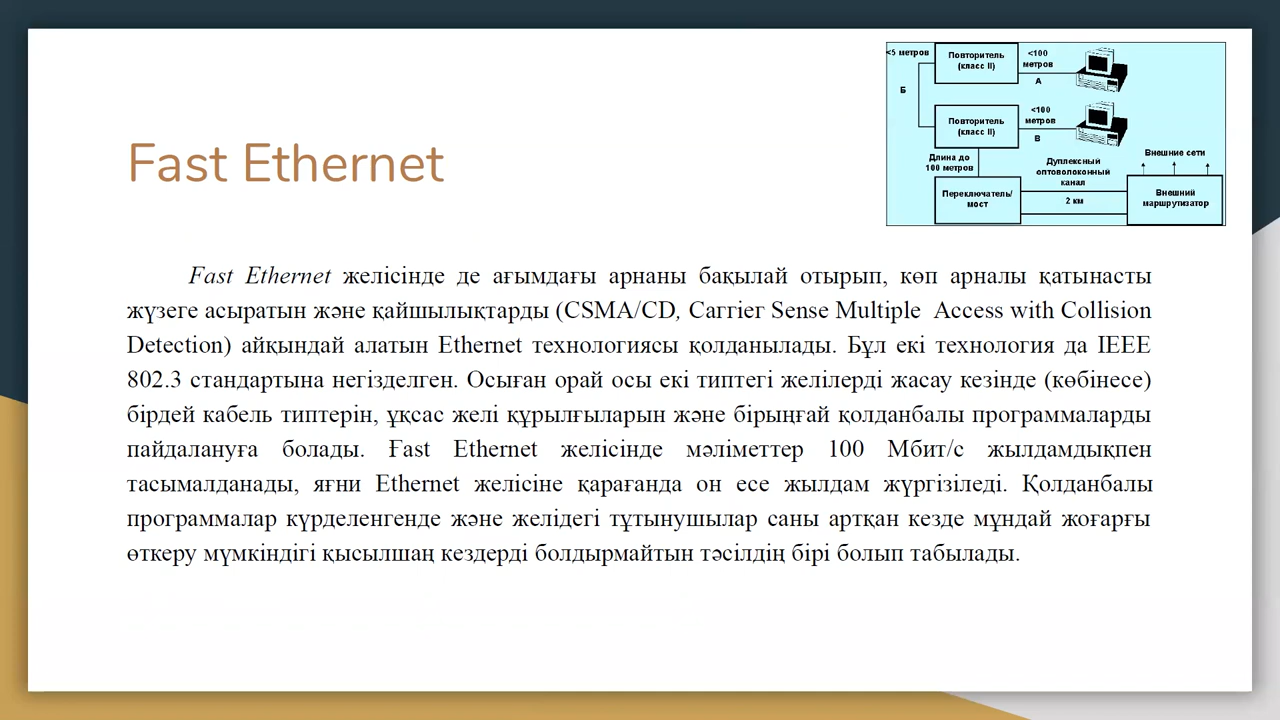 Fast Ethernet
<5 метров
Повторитель
(класс II)
<100
метров
А
Б
Повторитель
(класс II)
<100
метров
В
Длина до
100 метров
Дуплексный
оптоволоконный
канал
Внешние сети
Переключатель/
мост
2 км
Внешний
маршрутизатор
Fast Ethernet желісінде де ағымдағы арнаны бақылай отырып, көп арналы қатынасты
жүзеге асыратын және қайшылықтарды (CSMA/CD, Саггіег Sense Multiple Access with Collision
Detection) айқындай алатын Ethernet технологиясы қолданылады. Бұл екі технология да IEEE
802.3 стандартына негізделген. Осыған орай осы екі типтегі желілерді жасау кезінде (көбінесе)
бірдей кабель типтерін, ұқсас желі құрылғыларын және бірыңғай қолданбалы программаларды
пайдалануға болады. Ғast Ethernet желісінде мәліметтер 100 Мбит/с жылдамдықпен
тасымалданады, яғни Ethernet желісіне қарағанда он есе жылдам жүргізіледі. Қолданбалы
программалар күрделенгенде және желідегі тұтынушылар саны артқан кезде мұндай жоғарғы
өткеру мүмкіндігі қысылшаң кездерді болдырмайтын тәсілдің бірі болып табылады.